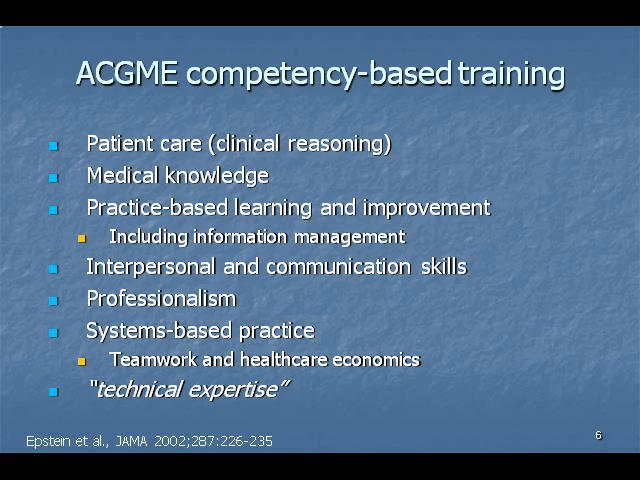 ACGME competency-based training
Patient care (clinical reasoning)
Medical knowledge
Practice-based learning and improvement
Including information management
Interpersonal and communication skills
Professionalism
Systems-based practice
Teamwork and healthcare economics
"technical expertise"
Epstein et al., JAMA 2002;287:226-235
6